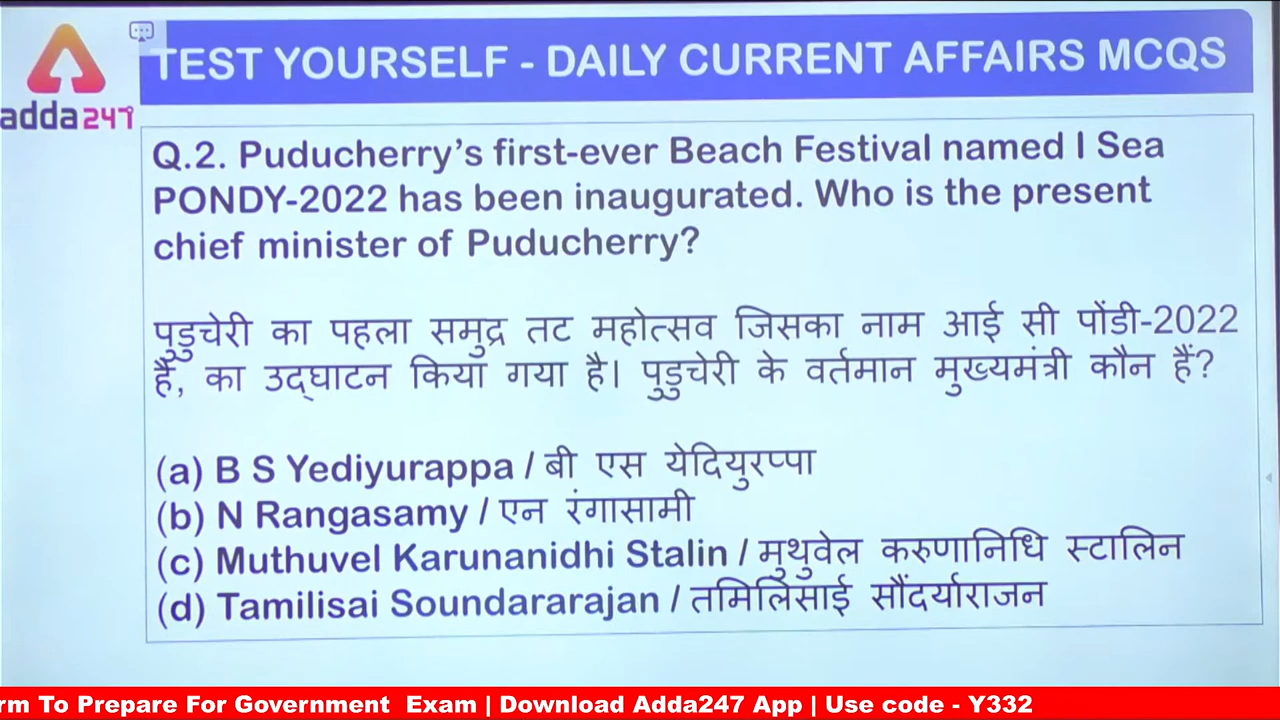 adda247
TEST YOURSELF - DAILY CURRENT AFFAIRS MCQS
Q.2. Puducherry’s first-ever Beach Festival named I Sea
PONDY-2022 has been inaugurated. Who is the present
chief minister of Puducherry?
पुडुचेरी का पहला समुद्र तट महोत्सव जिसका नाम आई सी पोंडी-2022
है, का उद्घाटन किया गया है। पुडुचेरी के वर्तमान मुख्यमंत्री कौन हैं?
(a) B S Yediyurappa / बी एस येदियुरप्पा
(b) N Rangasamy / एन रंगासामी
(c) Muthuvel Karunanidhi Stalin / मुथुवेल करुणानिधि स्टालिन
(d) Tamilisai Soundararajan / तमिलिसाई सौंदर्याराजन
rm To Prepare For Government Exam | Download Adda247 App | Use code - Y332